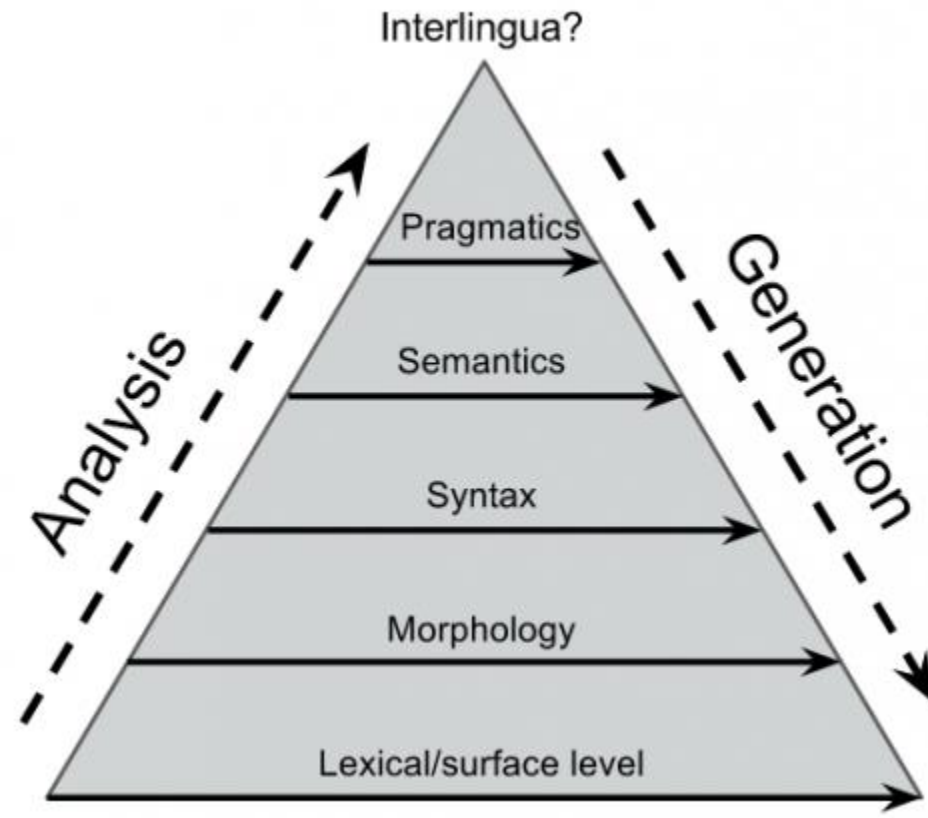 Interlingua?
Pragmatics
Semantics
Syntax
Morphology
Lexical/surface level
Analysis
Generation